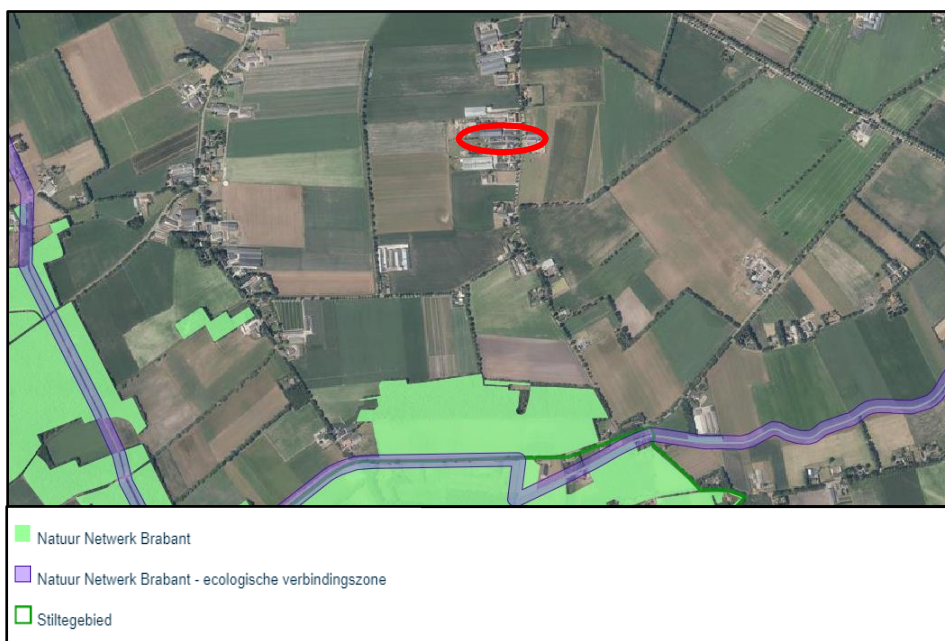 Natuur Netwerk Brabant
Natuur Netwerk Brabant - ecologische verbindingszone
Stiltegebied